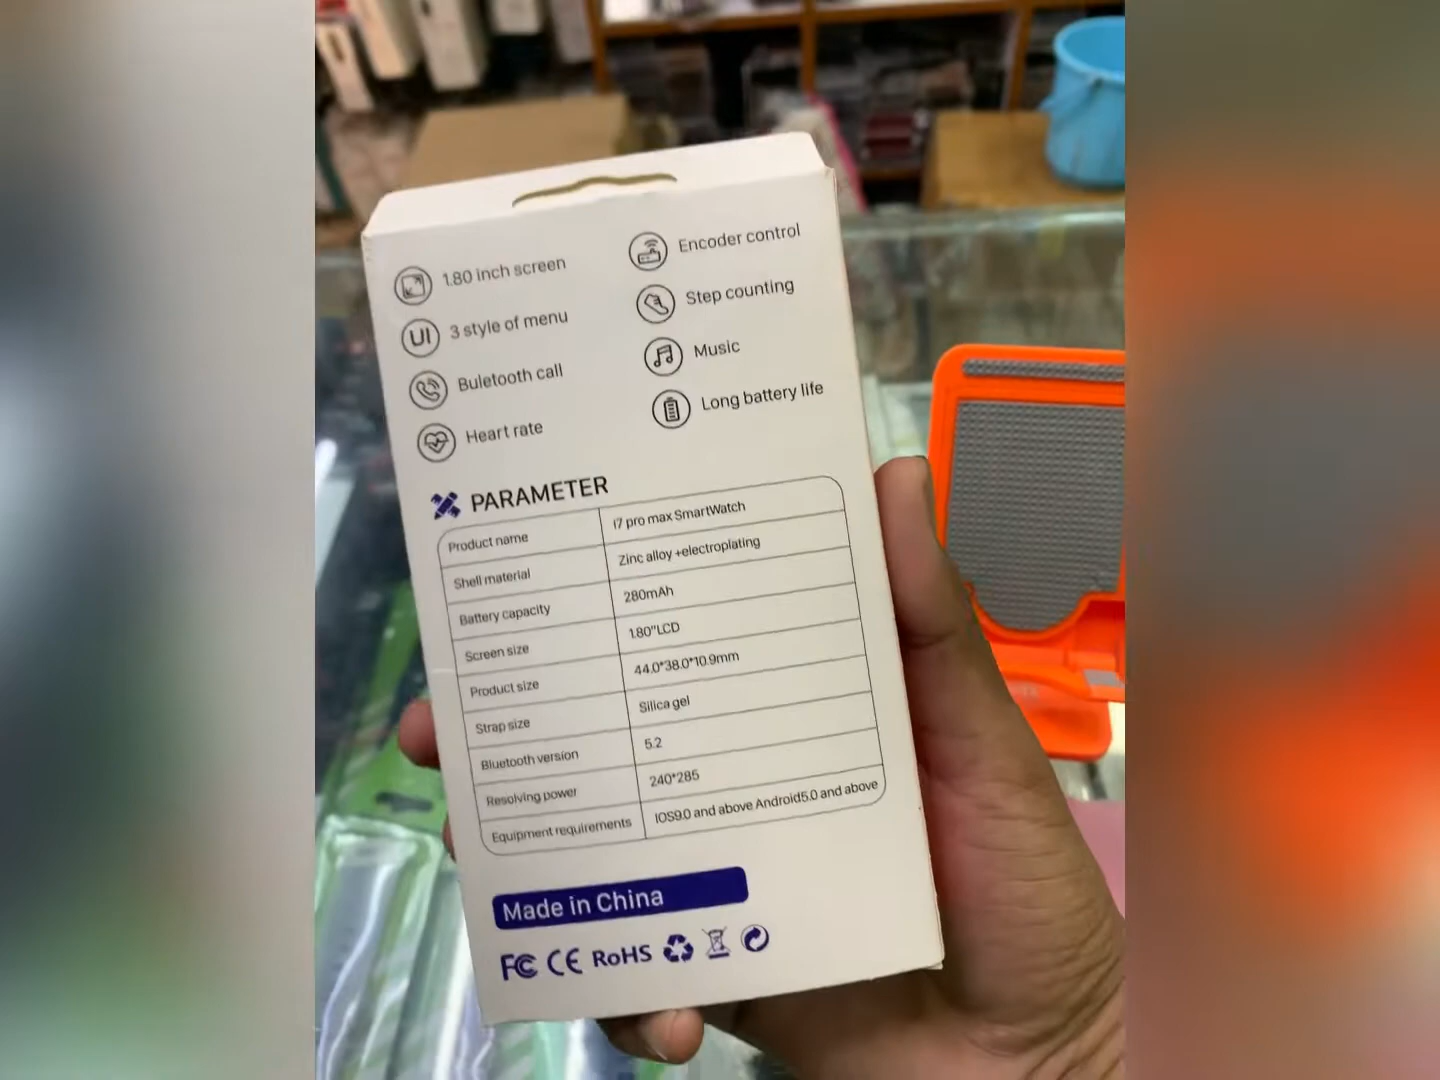 1.80 inch screen
UI 3 style of menu
Buletooth call
Heart rate
Encoder control
Step counting
Music
Long battery life
PARAMETER
Product name i7 pro max SmartWatch
Shell material Zinc alloy +electroplating
Battery capacity 280mAh
Screen size 1.80"LCD
Product size 44.0*38.0*10.9mm
Strap size Silica gel
Bluetooth version 5.2
Resolving power 240*285
Equipment requirements IOS9.0 and above Android5.0 and above
Made in China
FC CE RoHS